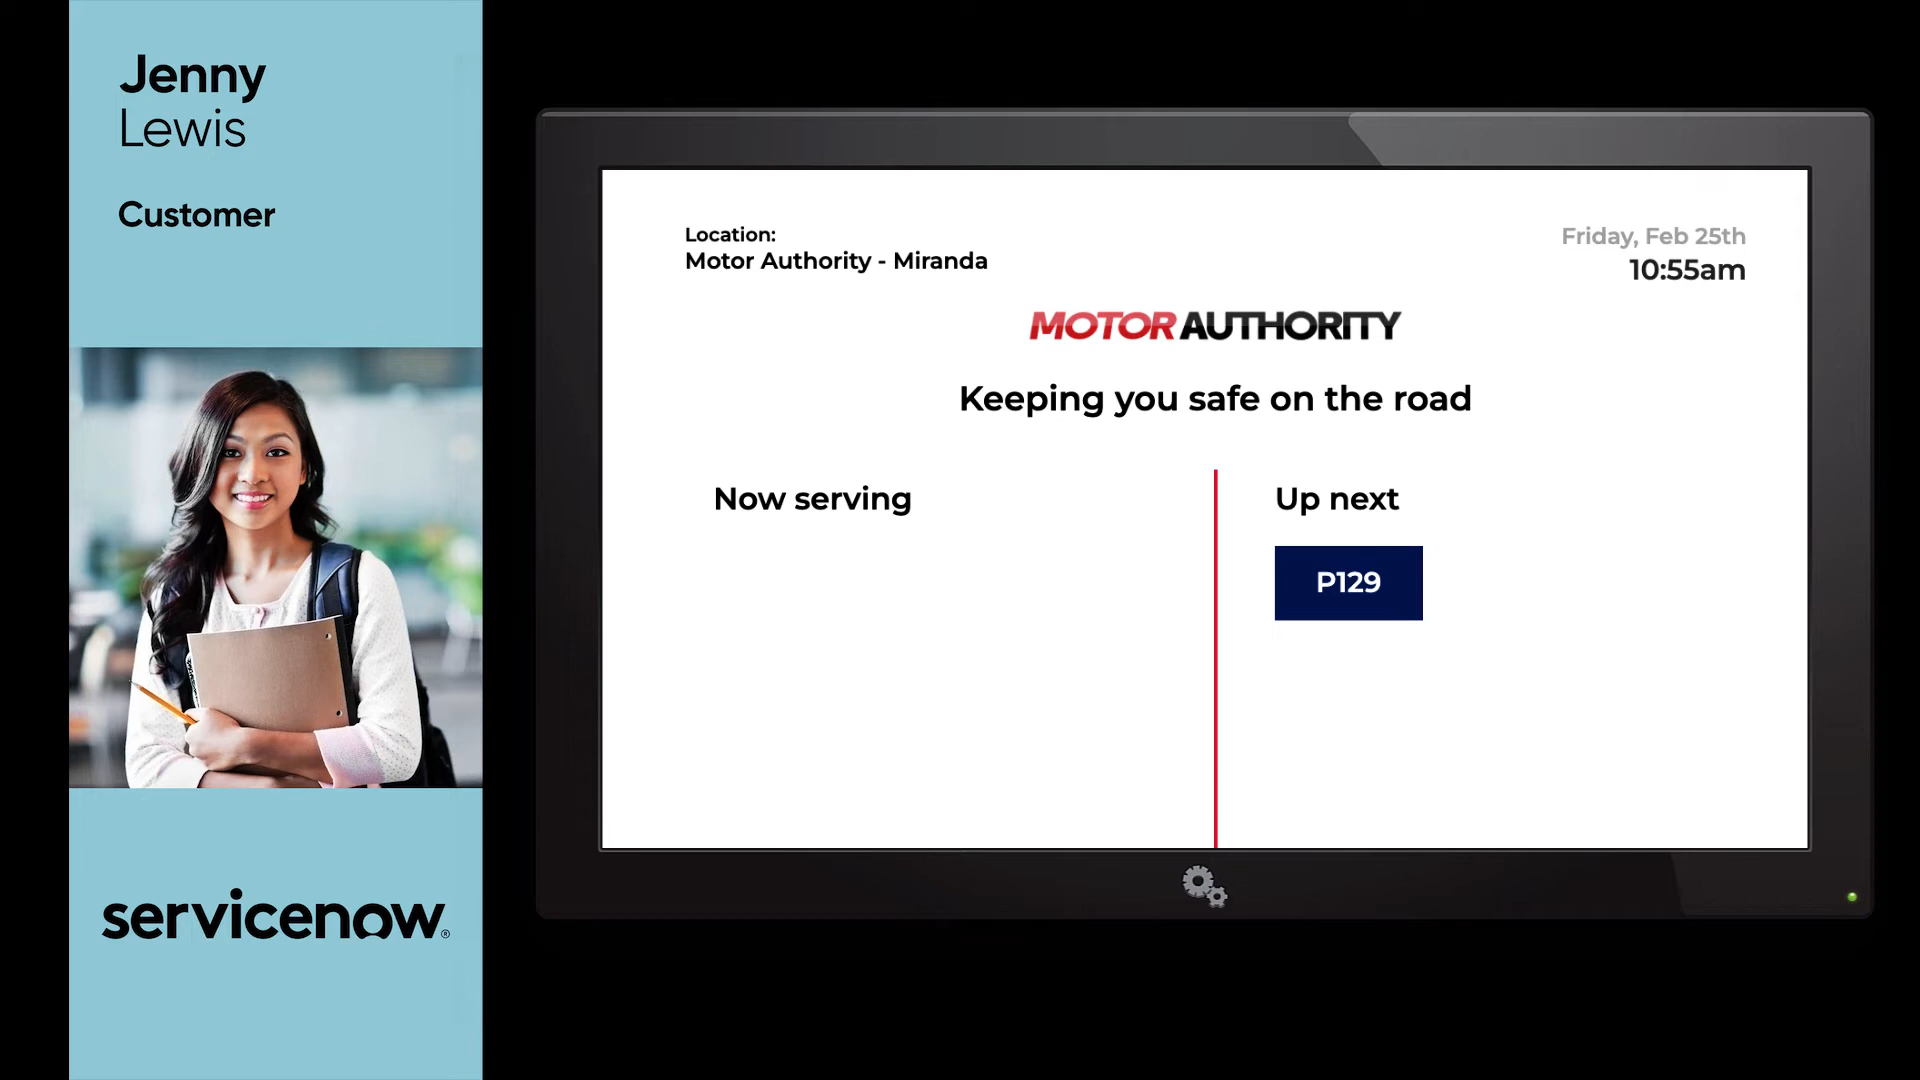 Jenny
Lewis
Customer
servicenow®
Location:
Motor Authority - Miranda
Friday, Feb 25th
10:55am
MOTOR AUTHORITY
Keeping you safe on the road
Now serving
Up next
P129